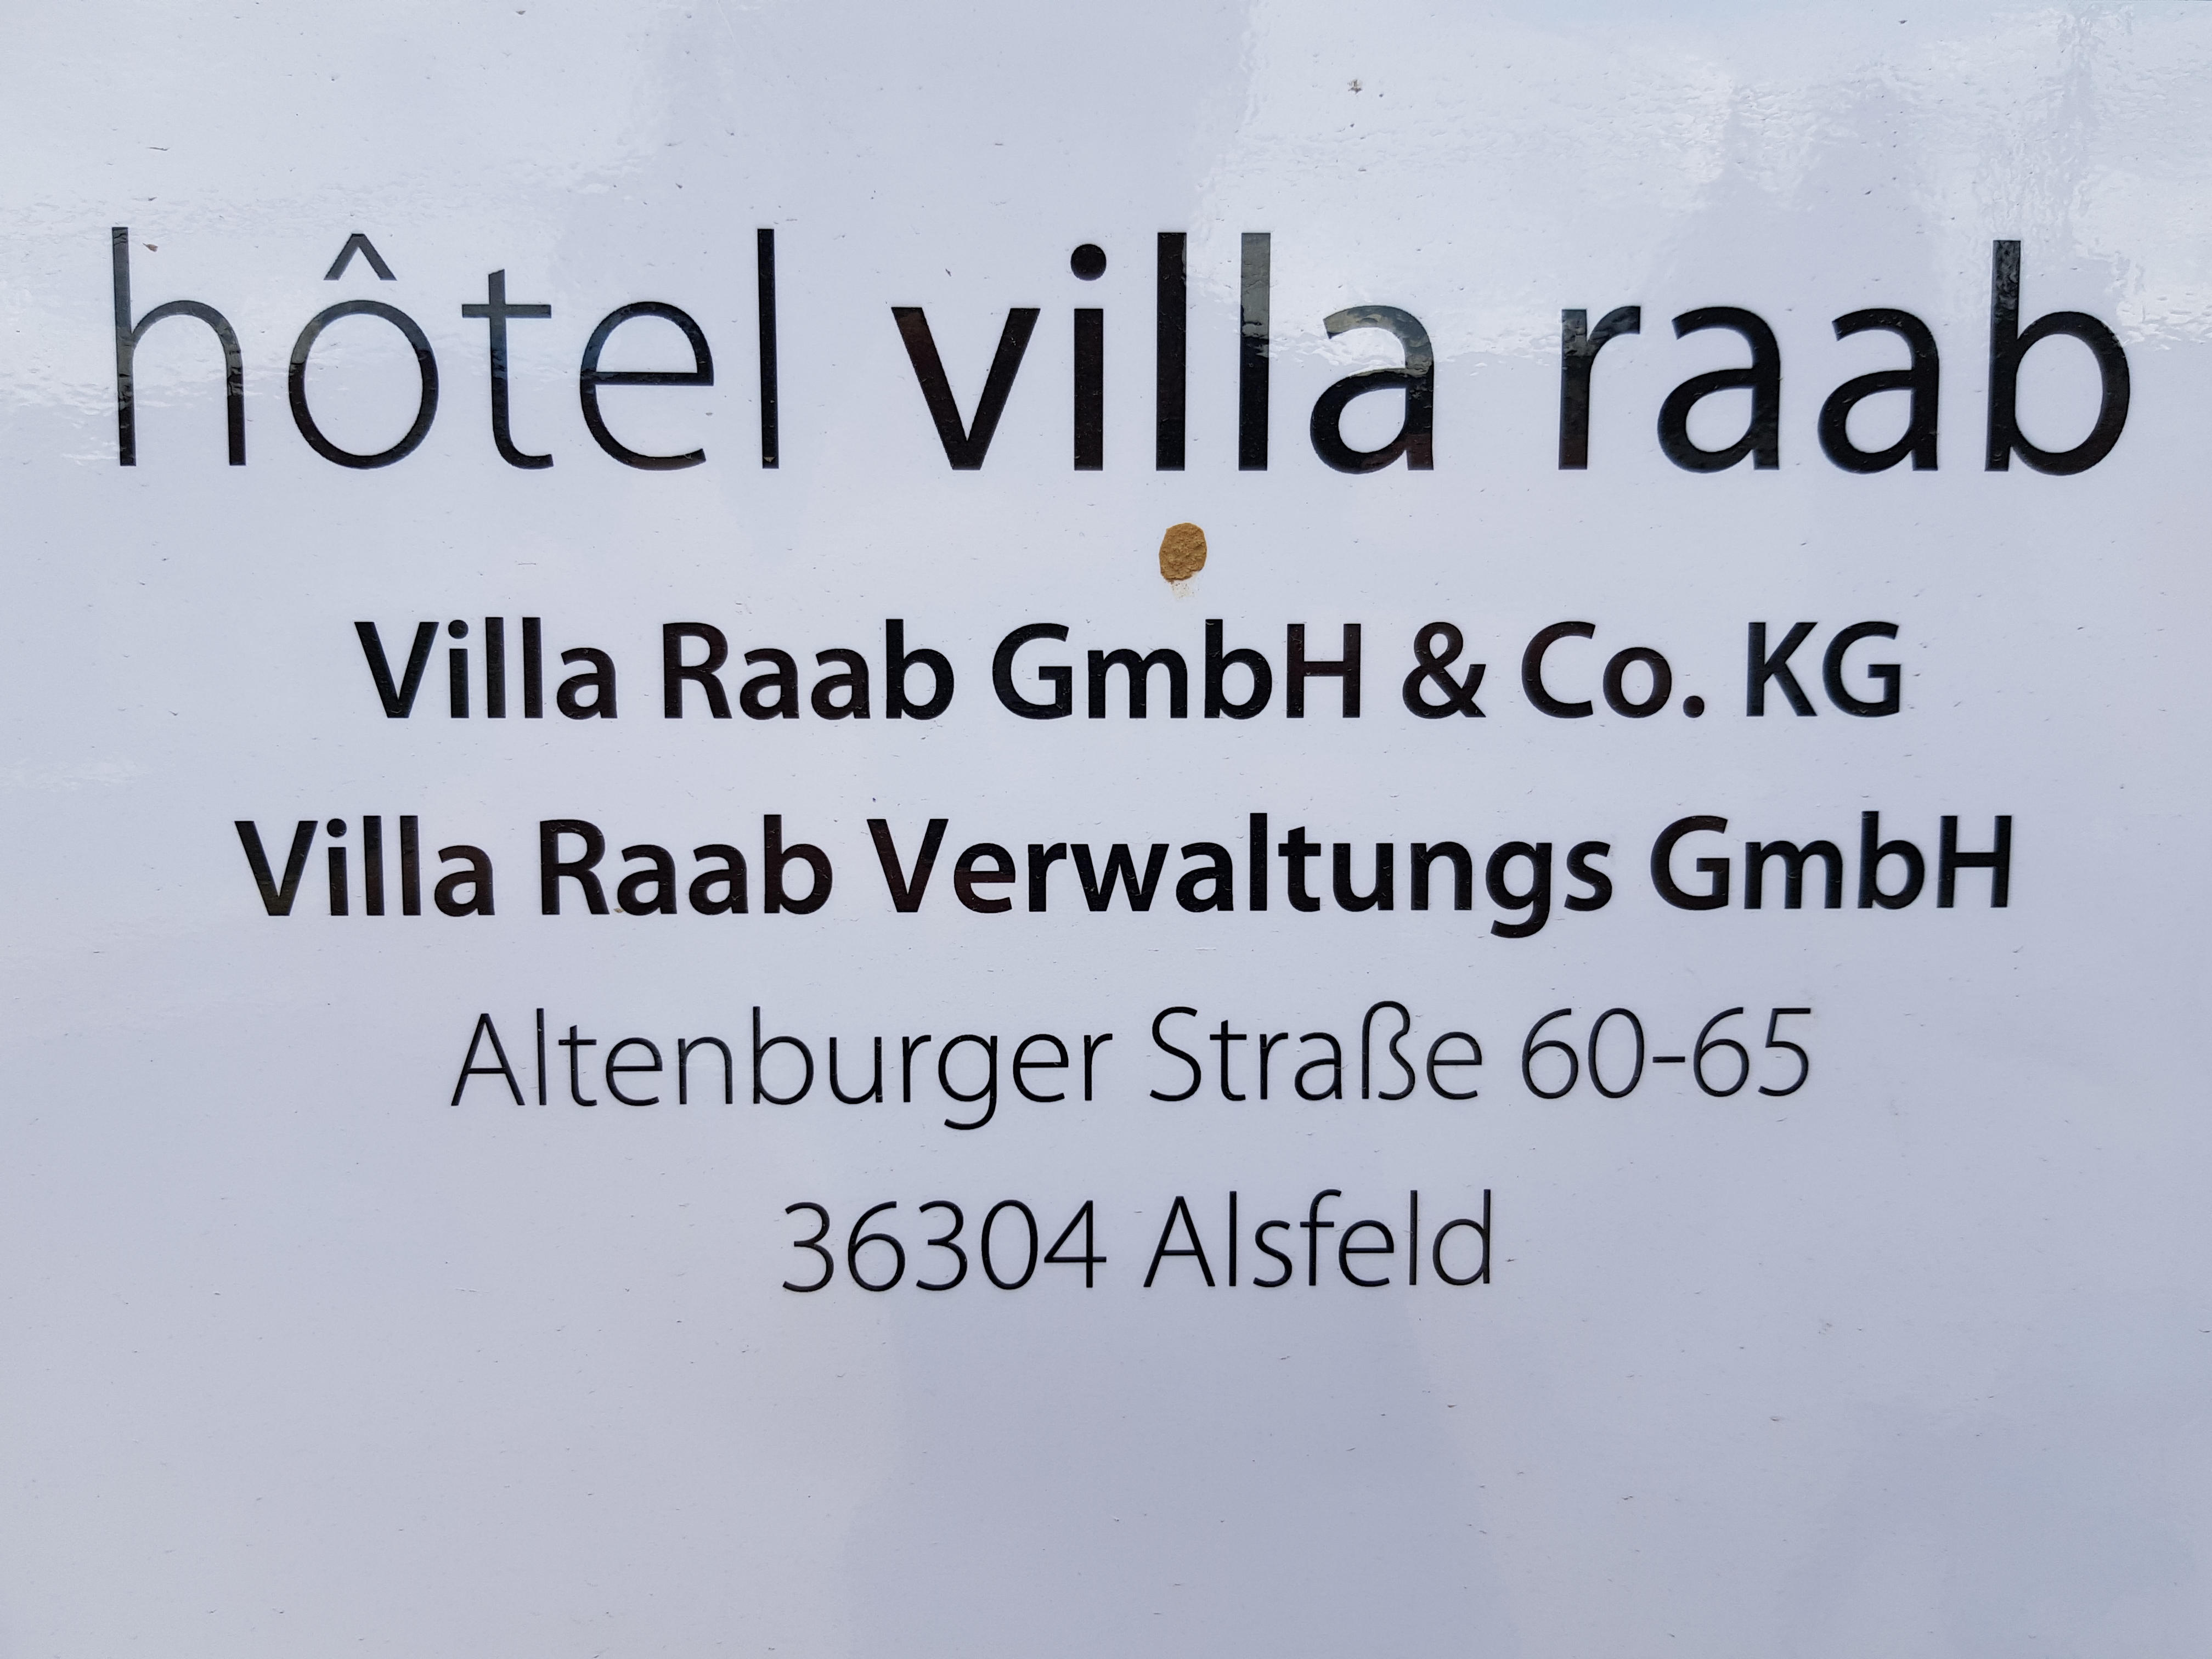 hôtel villa raab
Villa Raab GmbH & Co. KG
Villa Raab Verwaltungs GmbH
Altenburger Straße 60-65
36304 Alsfeld